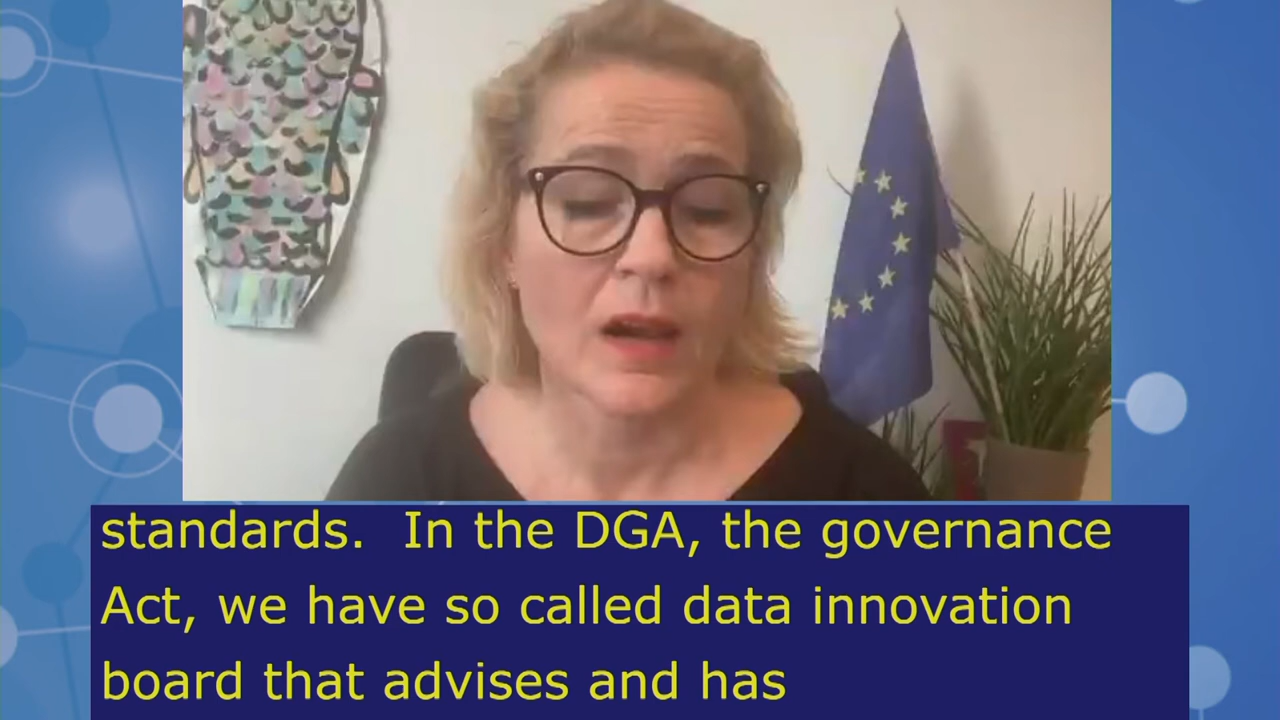 standards.  In the DGA, the governance
Act, we have so called data innovation
board that advises and has